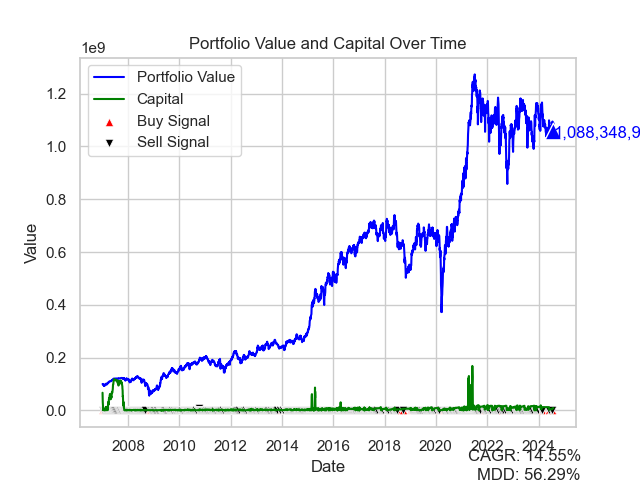 Portfolio Value and Capital Over Time
1e9
Portfolio Value
Capital
Buy Signal
Sell Signal
1.2
1.0
0.8
0.6
0.4
0.2
0.0
Value
1,088,348,9
2008 2010 2012 2014 2016 2018 2020 2022 2024
Date
CAGR: 14.55%
MDD: 56.29%